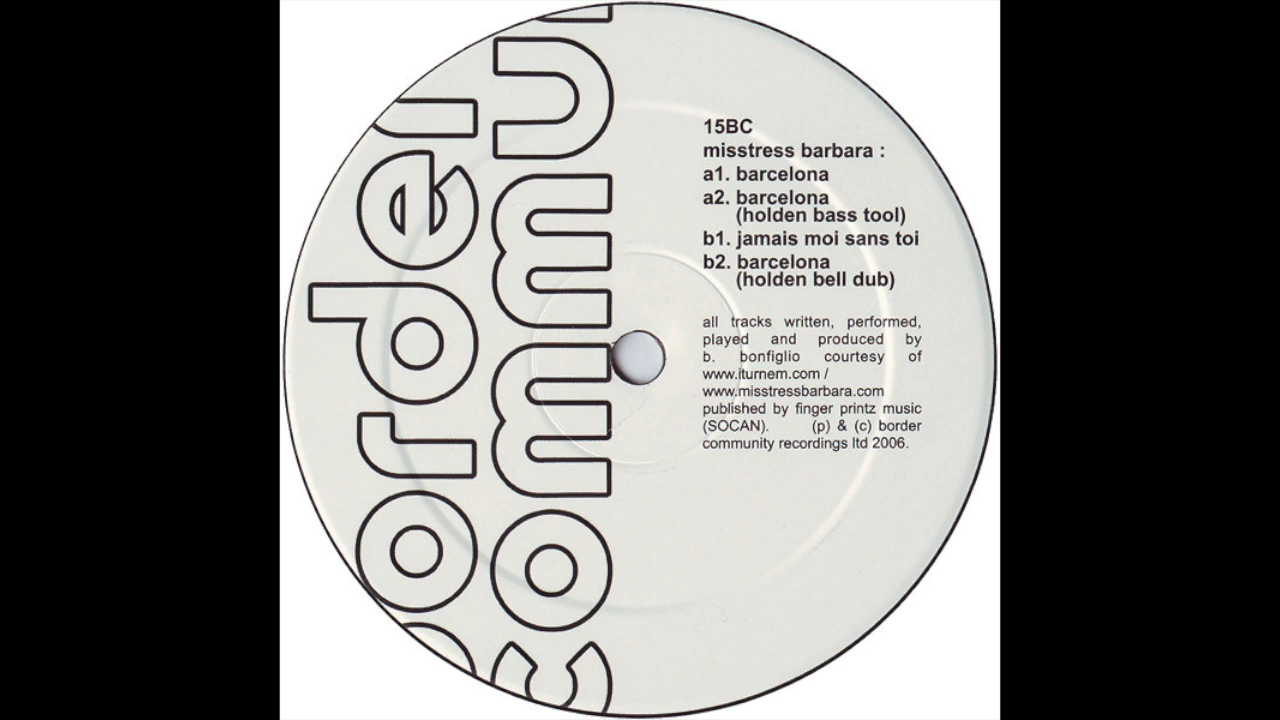 border
community
15BC
misstress barbara :
a1. barcelona
a2. barcelona
(holden bass tool)
b1. jamais moi sans toi
b2. barcelona
(holden bell dub)
all tracks written, performed,
played and produced by
b. bonfiglio courtesy of
www.iturnem.com /
www.misstressbarbara.com
published by finger printz music
(SOCAN). (p) & (c) border
community recordings ltd 2006.